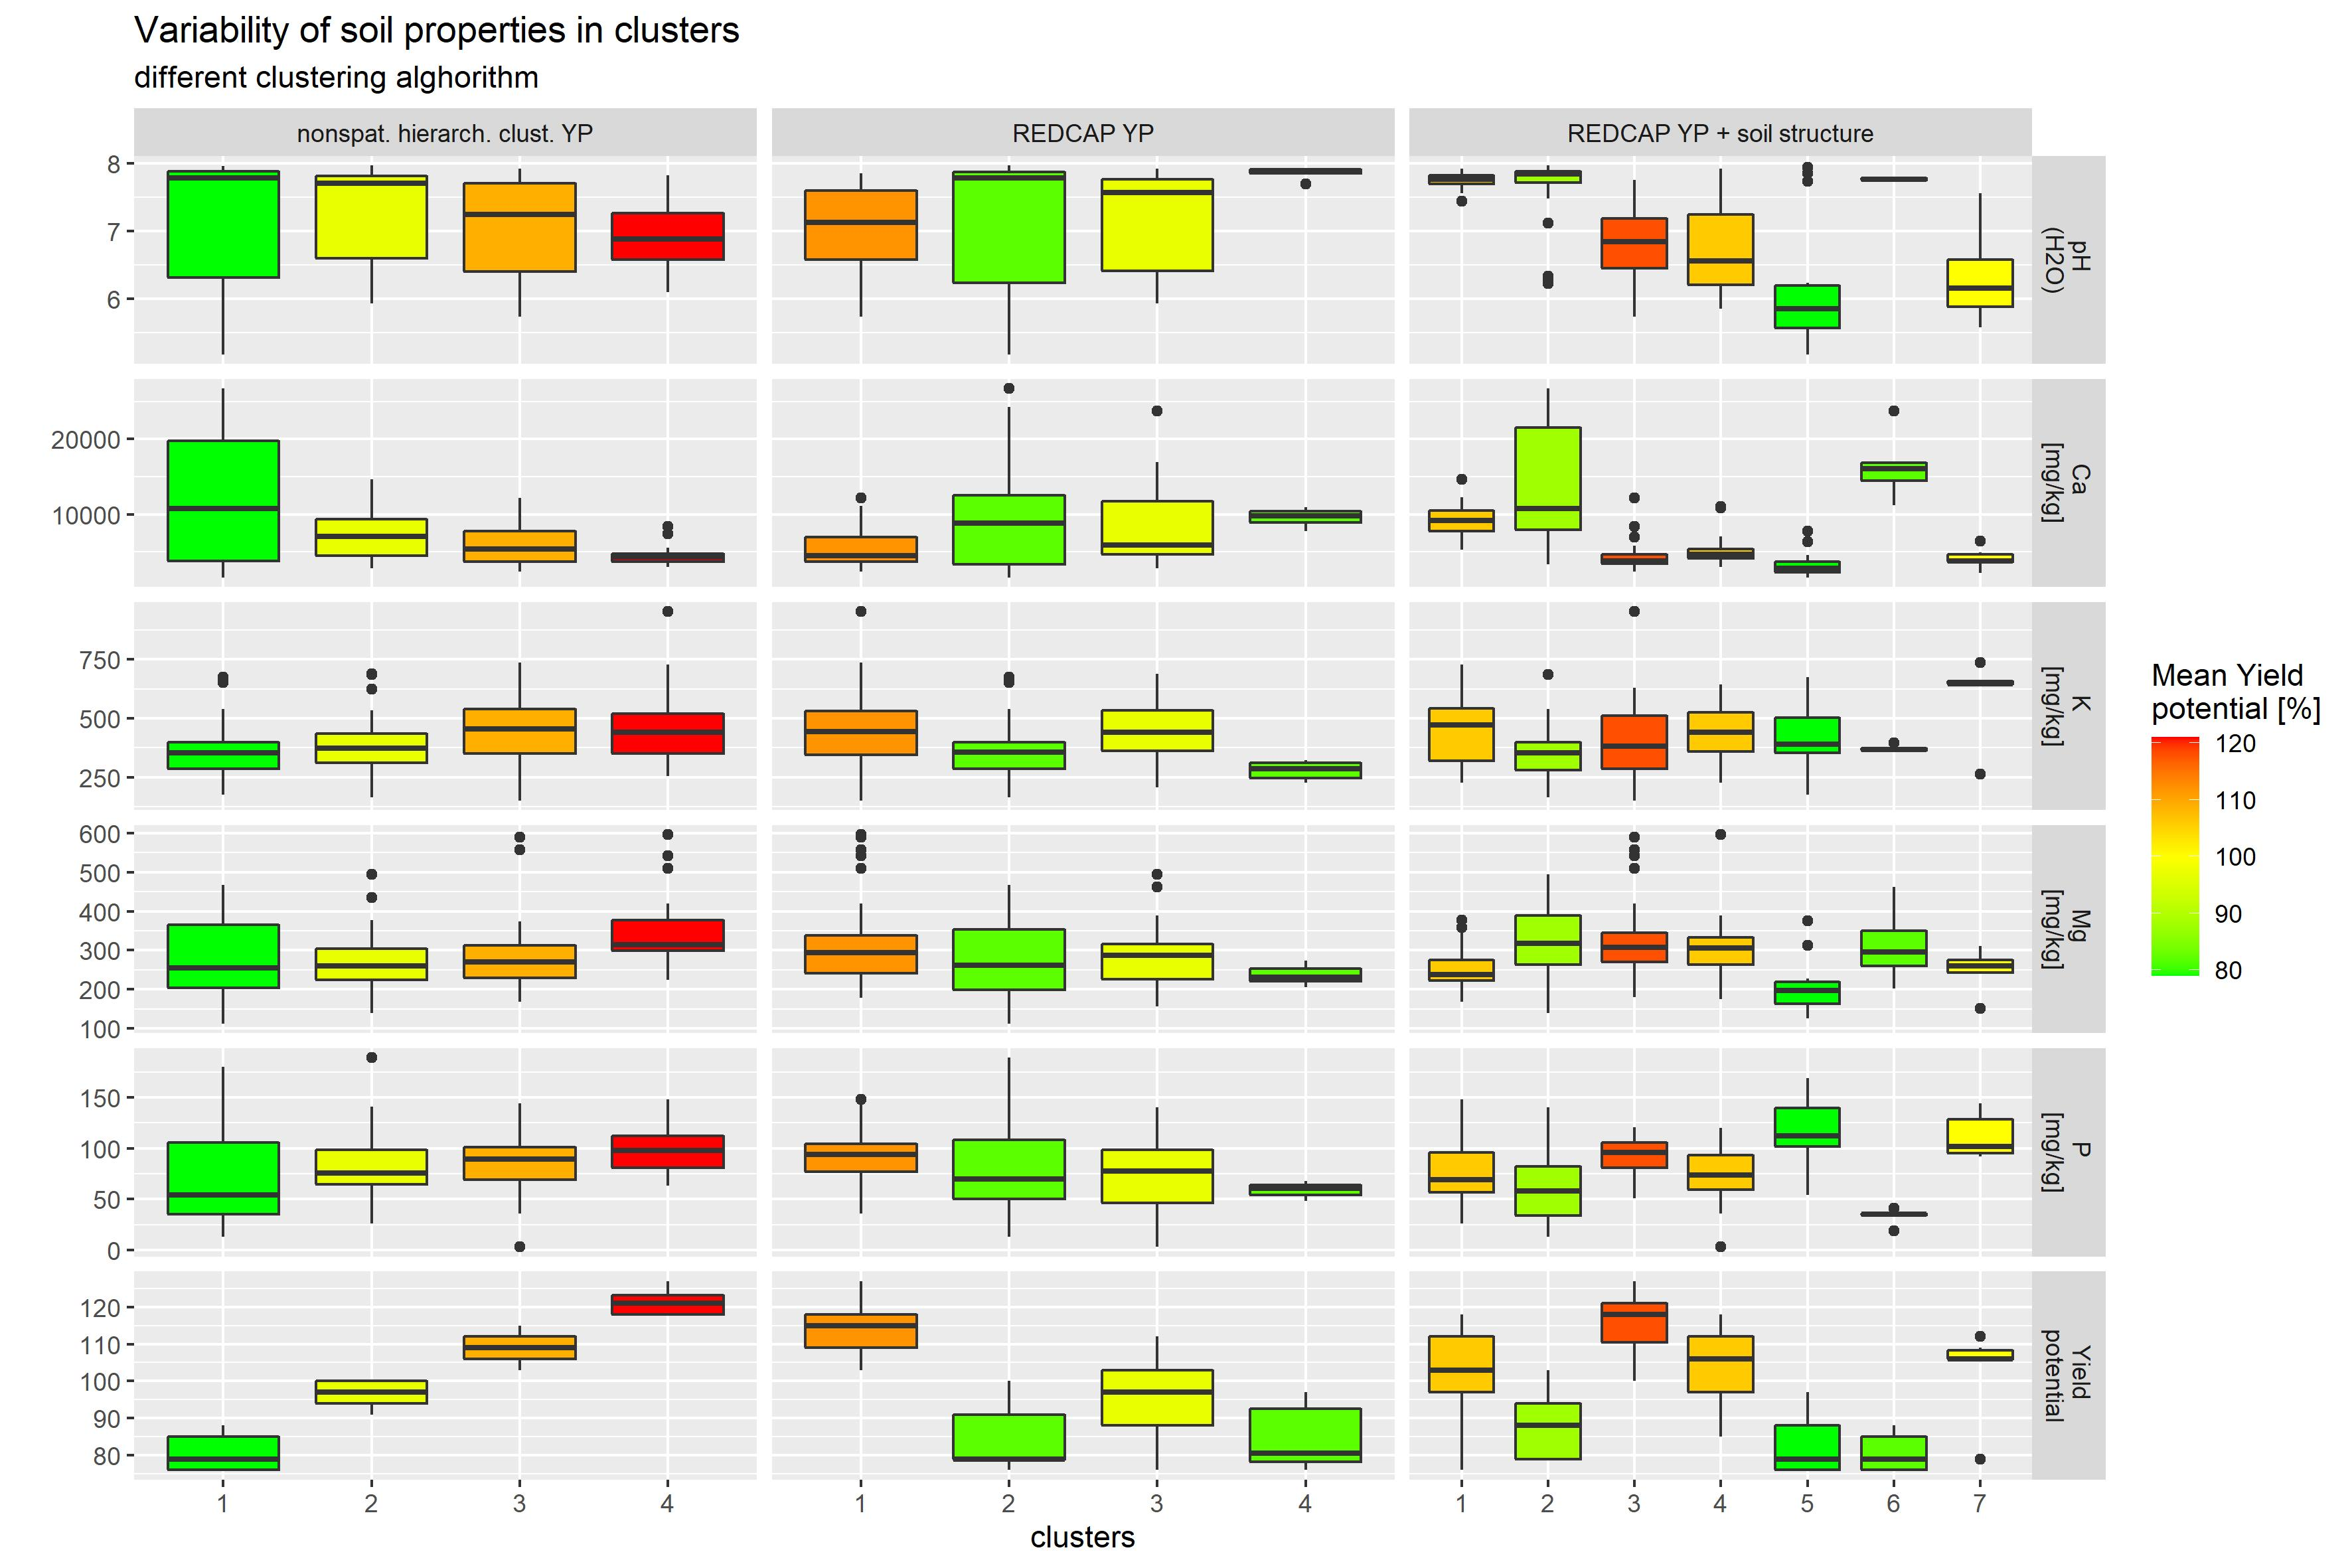 Variability of soil properties in clusters
different clustering alghorithm
nonspat. hierarch. clust. YP
REDCAP YP
REDCAP YP + soil structure
8
7
6
pH
(H2O)
20000
10000
Ca
[mg/kg]
750
500
250
K
[mg/kg]
600
500
400
300
200
100
Mg
[mg/kg]
150
100
50
0
P
[mg/kg]
120
110
100
90
80
Yield
potential
1 2 3 4
1 2 3 4
1 2 3 4 5 6 7
clusters
Mean Yield
potential [%]
120
110
100
90
80